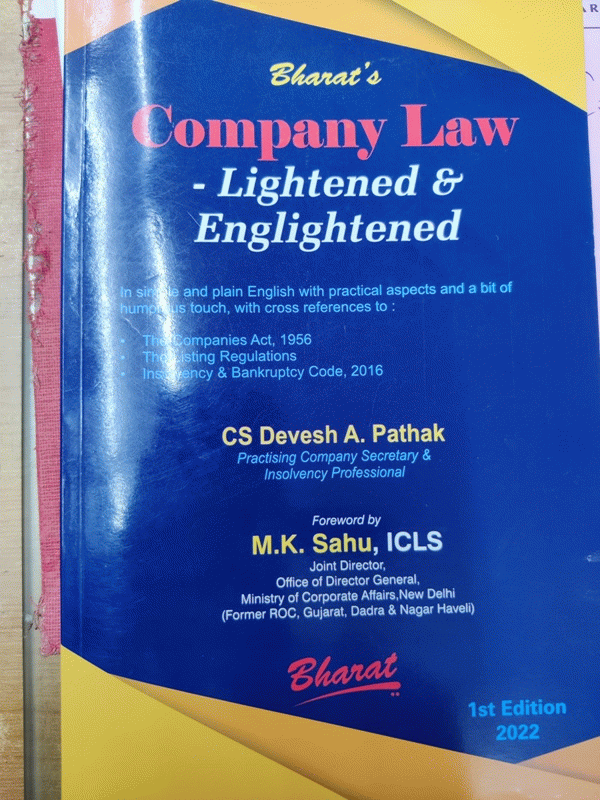 Bharat's
Company Law
- Lightened &
Englightened
In simple and plain English with practical aspects and a bit of
humorous touch, with cross references to :
• The Companies Act, 1956
• The Listing Regulations
• Insolvency & Bankruptcy Code, 2016
CS Devesh A. Pathak
Practising Company Secretary &
Insolvency Professional
Foreword by
M.K. Sahu, ICLS
Joint Director,
Office of Director General,
Ministry of Corporate Affairs,New Delhi
(Former ROC, Gujarat, Dadra & Nagar Haveli)
Bharat
1st Edition
2022